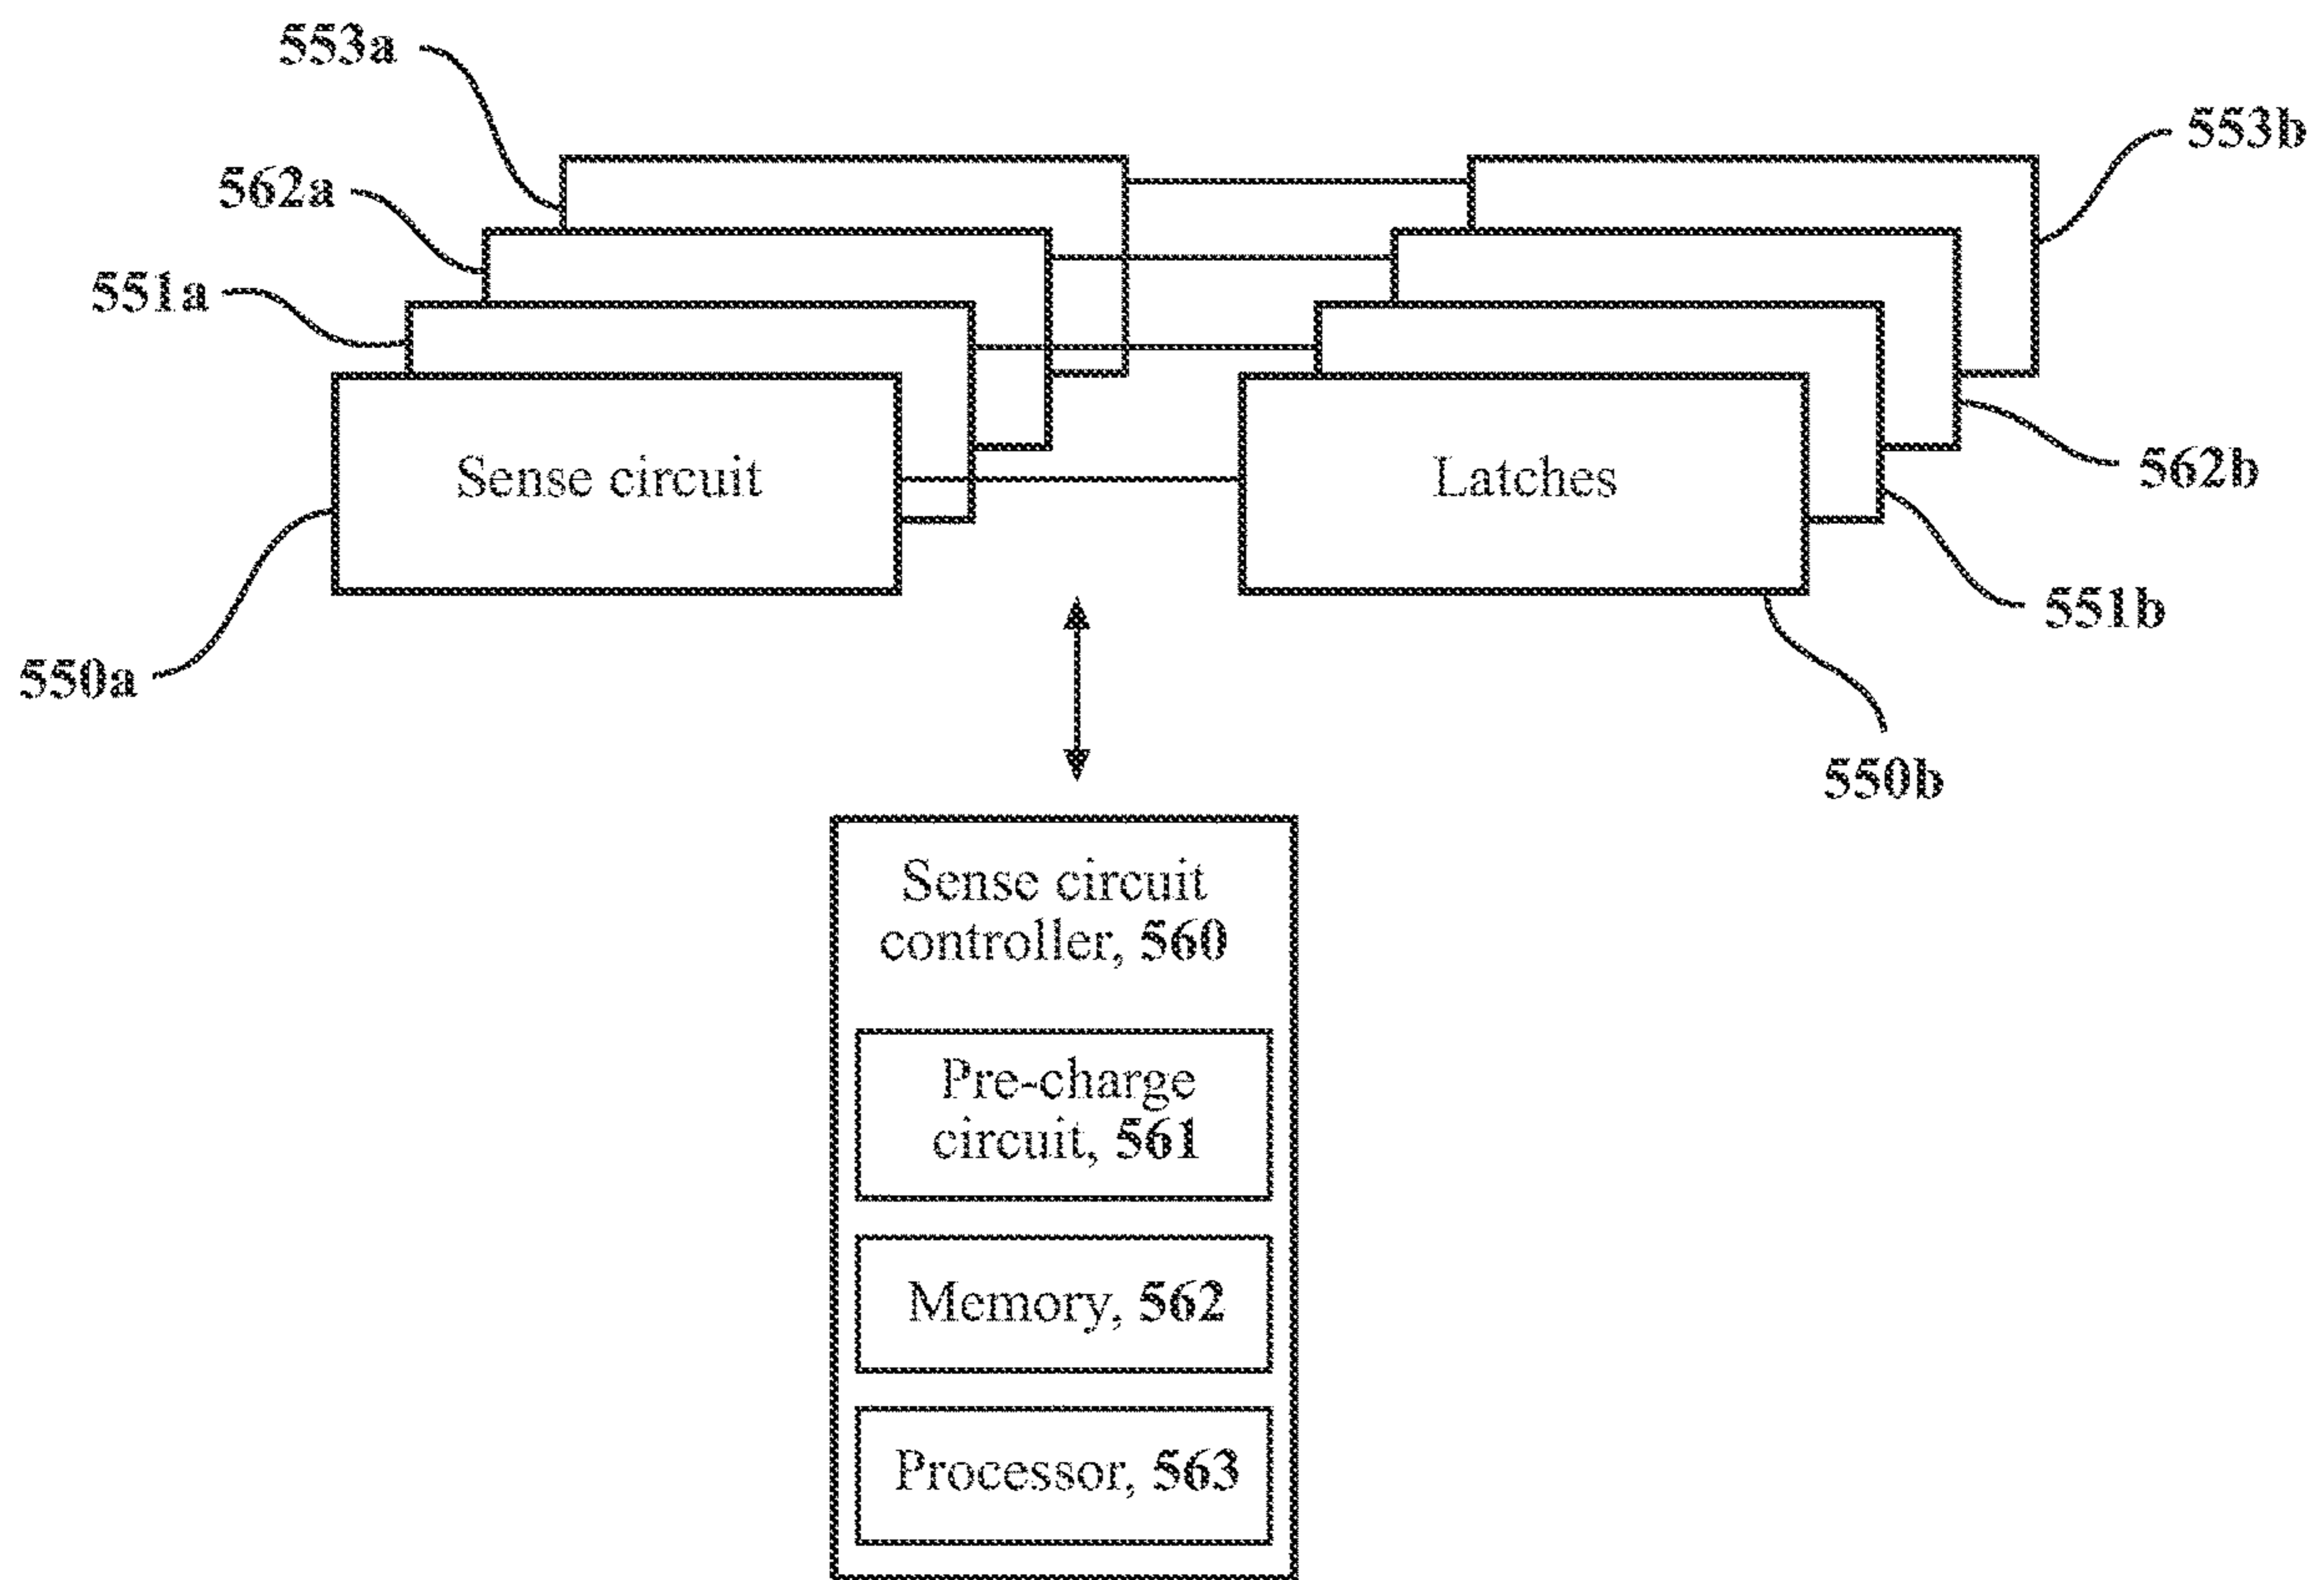 553a
553b
562a
551a
Sense circuit
Latches
562b
551b
550a
550b
Sense circuit
controller, 560
Pre-charge
circuit, 561
Memory, 562
Processor, 563